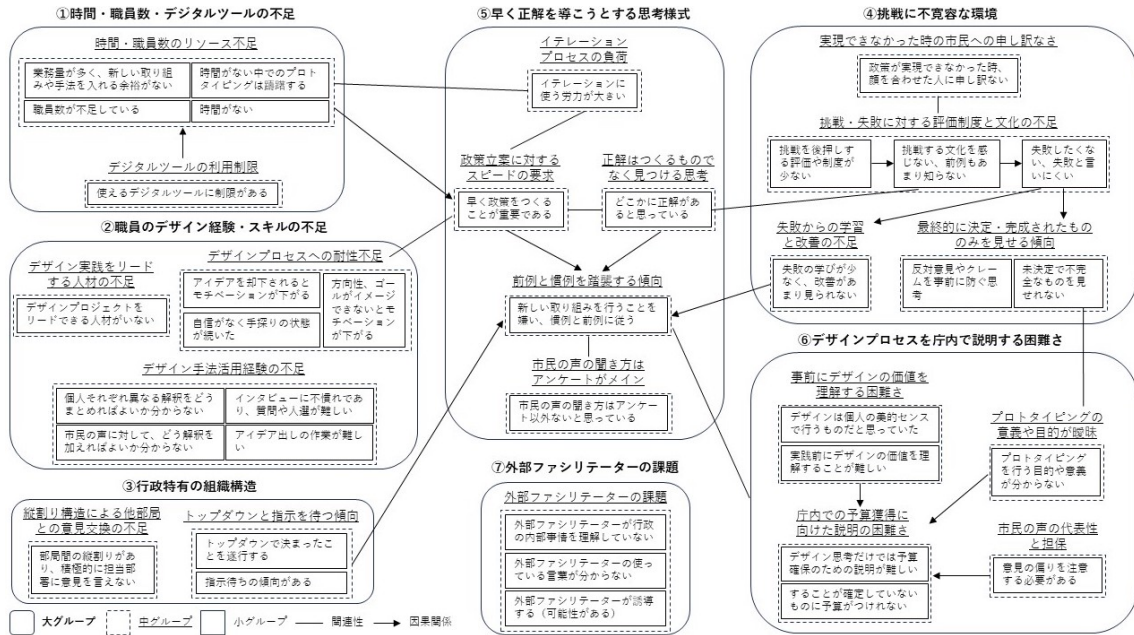 ①時間・職員数・デジタルツールの不足
時間・職員数のリソース不足
業務量が多く、新しい取り組
みや手法を入れる余裕がない
時間がない中でのプロト
タイピングは躊躇する
職員数が不足している
時間がない
デジタルツールの利用制限
使えるデジタルツールに制限がある
②職員のデザイン経験・スキルの不足
デザイン実践をリード
する人材の不足
デザインプロジェクトを
リードできる人材がいない
デザインプロセスへの耐性不足
アイデアを却下されると
モチベーションが下がる
自信がなく手探りの状態
が続いた
方向性、ゴー
ルがイメージ
できないとモ
チベーション
が下がる
デザイン手法活用経験の不足
個人それぞれ異なる解釈をどう
まとめればよいか分からない
インタビューに不慣れであ
り、質問や人選が難しい
市民の声に対して、どう解釈を
加えればよいか分からない
アイデア出しの作業が難し
い
③行政特有の組織構造
縦割り構造による他部局
との意見交換の不足
部局間の縦割りがあ
り、積極的に担当部
署に意見を言えない
トップダウンと指示を待つ傾向
トップダウンで決まったこ
とを遂行する
指示待ちの傾向がある
⑤早く正解を導こうとする思考様式
イテレーション
プロセスの負荷
イテレーションに
使う労力が大きい
政策立案に対する
スピードの要求
早く政策をつくる
ことが重要である
正解はつくるもので
なく見つける思考
どこかに正解があ
ると思っている
前例と慣例を踏襲する傾向
新しい取り組みを行うことを
嫌い、慣例と前例に従う
市民の声の聞き方は
アンケートがメイン
市民の声の聞き方はアンケー
ト以外ないと思っている
⑦外部ファシリテーターの課題
外部ファシリテーターの課題
外部ファシリテーターが行政
の内部事情を理解していない
外部ファシリテーターの使っ
ている言葉が分からない
外部ファシリテーターが誘導
する（可能性がある）
④挑戦に不寛容な環境
実現できなかった時の市民への申し訳なさ
政策が実現できなかった時、
顔を合わせた人に申し訳ない
挑戦・失敗に対する評価制度と文化の不足
挑戦を後押しす
る評価や制度が
少ない
挑戦する文化を感
じない、前例もあ
まり知らない
失敗したくな
い、失敗と言
いにくい
失敗からの学習
と改善の不足
失敗の学びが少
なく、改善があ
まり見られない
最終的に決定・完成されたもの
のみを見せる傾向
反対意見やクレー
ムを事前に防ぐ思
考
未決定で不完
全なものを見
せれない
⑥デザインプロセスを庁内で説明する困難さ
事前にデザインの価値を
理解する困難さ
デザインは個人の美的センス
で行うものだと思っていた
実践前にデザインの価値を理
解することが難しい
プロトタイピングの
意義や目的が曖昧
プロトタイピング
を行う目的や意義
が分からない
庁内での予算獲得に
向けた説明の困難さ
デザイン思考だけでは予算
確保のための説明が難しい
することが確定していない
ものに予算がつけれない
市民の声の代表性
と担保
意見の偏りを注意
する必要がある
大グループ
中グループ
小グループ
関連性
因果関係